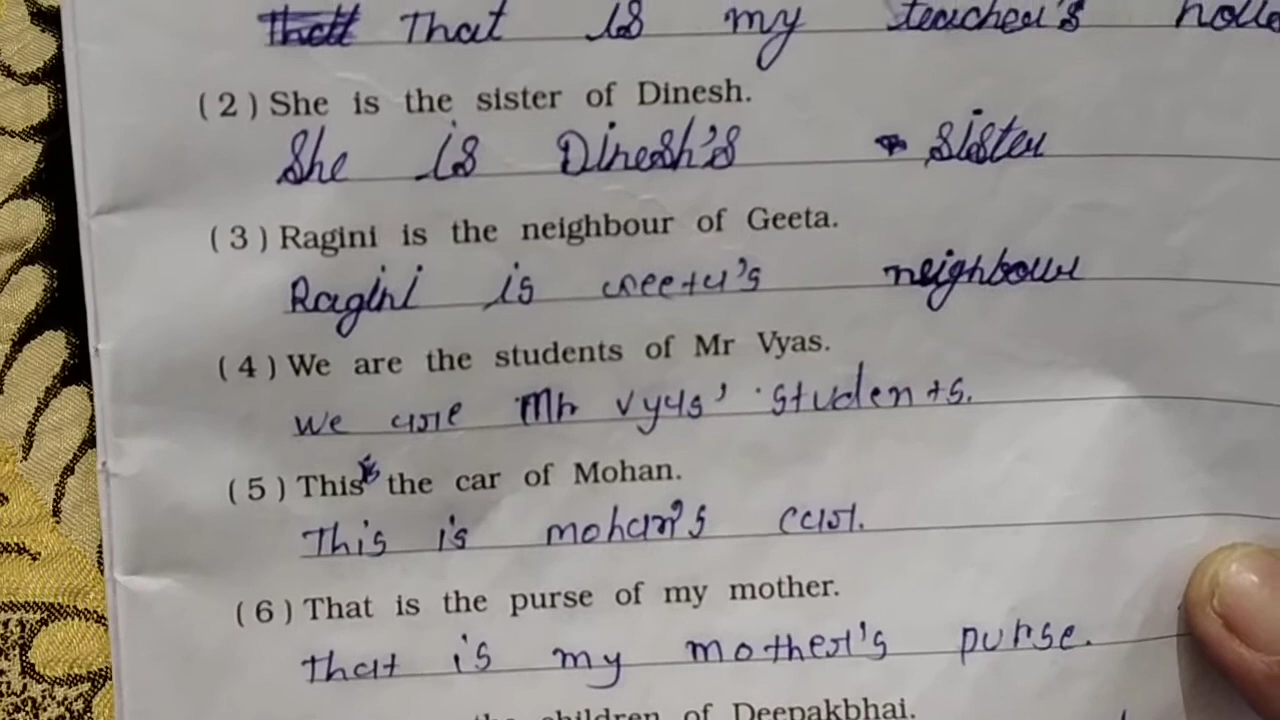 That is my teacher's
(2) She is the sister of Dinesh.
She is Dinesh's sister
(3) Ragini is the neighbour of Geeta.
Ragini is Geeta's neighbour
(4) We are the students of Mr Vyas.
We are Mr Vyas' students.
(5) This is the car of Mohan.
This is mohan's car.
(6) That is the purse of my mother.
That is my mother's purse.
children of Deepakbhai.